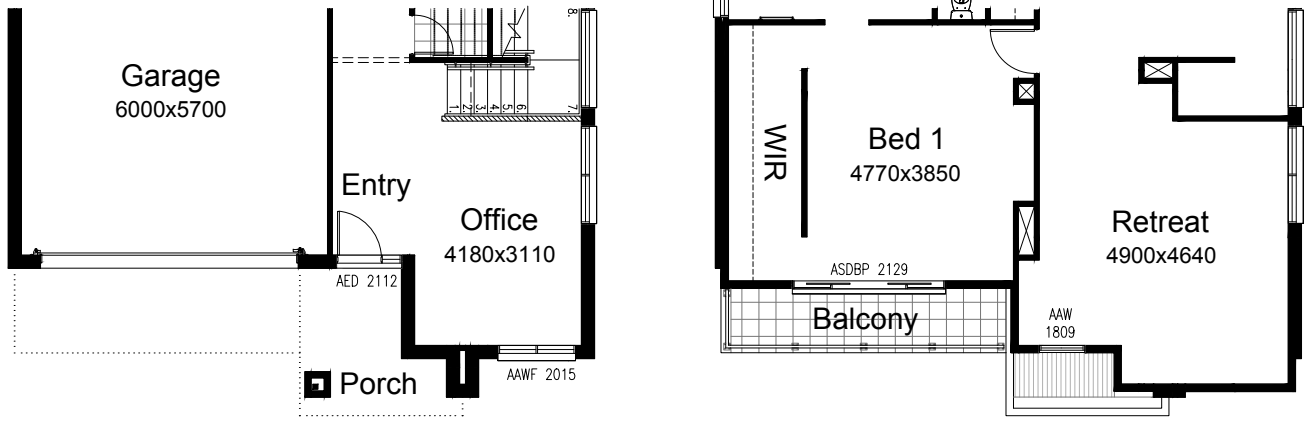 Garage
6000x5700
Entry
Office
4180x3110
AED 2112
AAWF 2015
Porch
1.
2.
3.
4.
5.
6.
7.
8.
WIR
Bed 1
4770x3850
ASDBP 2129
Balcony
Retreat
4900x4640
AAW
1809